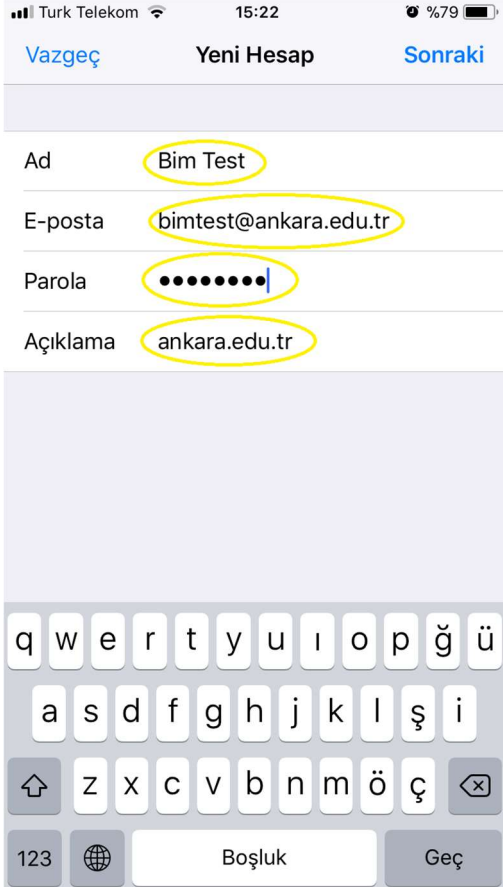 Turk Telekom 15:22 %79
Vazgeç Yeni Hesap Sonraki
Ad Bim Test
E-posta bimtest@ankara.edu.tr
Parola ●●●●●●●●
Açıklama ankara.edu.tr
q w e r t y u ı o p ğ ü
a s d f g h j k l ş i
z x c v b n m ö ç
123 Boşluk Geç